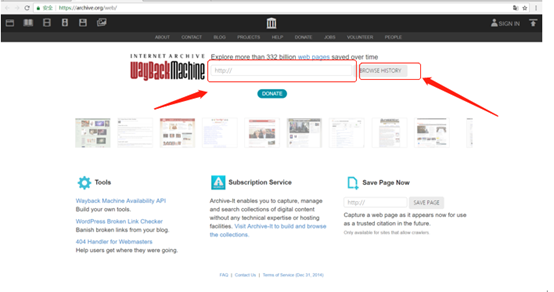 安全 | https://archive.org/web/
SIGN IN
ABOUT CONTACT BLOG PROJECTS HELP DONATE JOBS VOLUNTEER PEOPLE
INTERNET ARCHIVE
WayBackMachine
Explore more than 332 billion web pages saved over time
http://
BROWSE HISTORY
DONATE
Tools
Wayback Machine Availability API
Build your own tools.
WordPress Broken Link Checker
Banish broken links from your blog.
404 Handler for Webmasters
Help users get where they were going.
Subscription Service
Archive-It enables you to capture, manage
and search collections of digital content
without any technical expertise or hosting
facilities. Visit Archive-It to build and browse
the collections.
Save Page Now
http://
SAVE PAGE
Capture a web page as it appears now for use
as a trusted citation in the future.
Only available for sites that allow crawlers.
FAQ | Contact Us | Terms of Service (Dec 31, 2014)